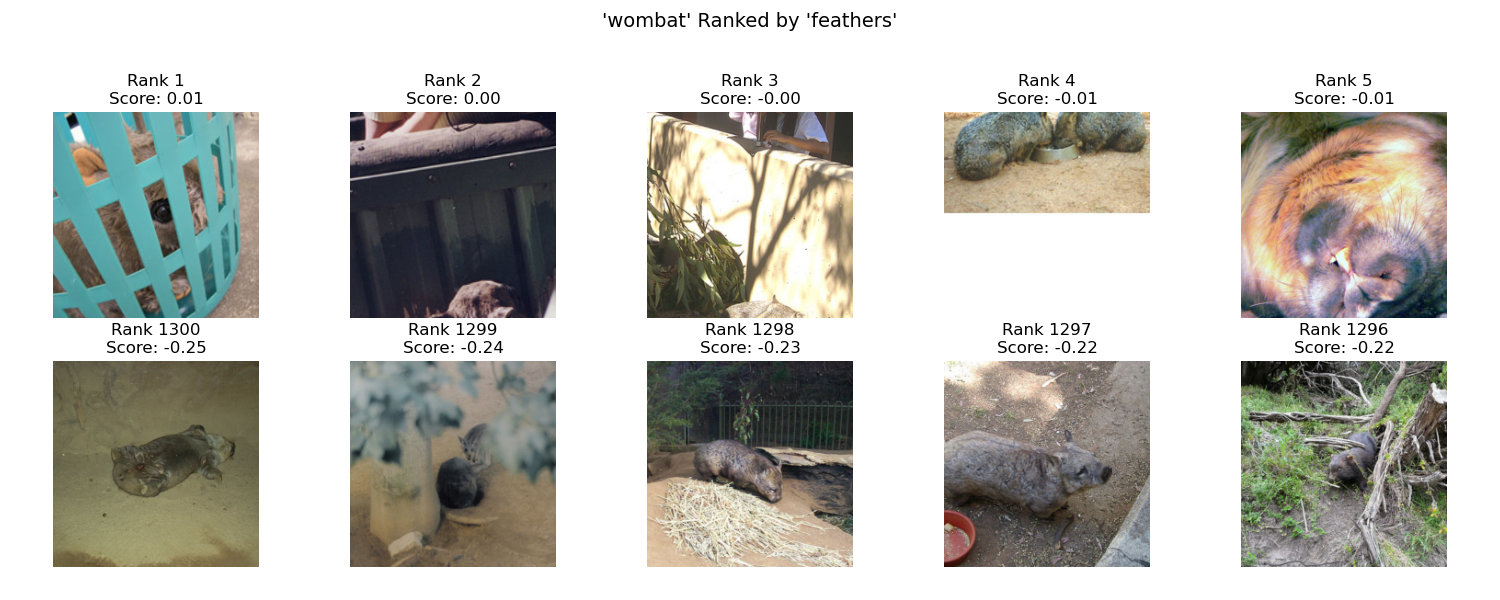 'wombat' Ranked by 'feathers'
Rank 1
Score: 0.01
Rank 2
Score: 0.00
Rank 3
Score: -0.00
Rank 4
Score: -0.01
Rank 5
Score: -0.01
Rank 1300
Score: -0.25
Rank 1299
Score: -0.24
Rank 1298
Score: -0.23
Rank 1297
Score: -0.22
Rank 1296
Score: -0.22